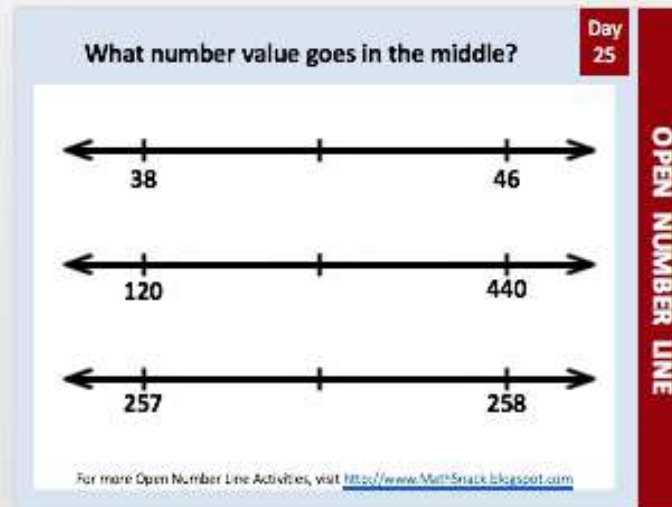 What number value goes in the middle?
Day
25
38 46
120 440
257 258
For more Open Number Line Activities, visit http://www.MathSnack.blogspot.com
OPEN NUMBER LINE